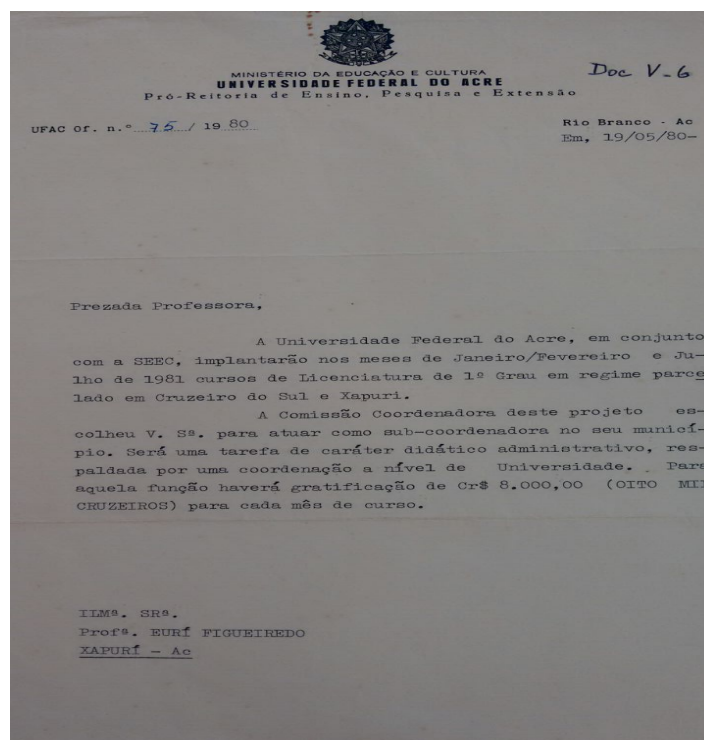 MINISTÉRIO DA EDUCAÇÃO E CULTURA
UNIVERSIDADE FEDERAL DO ACRE
Pró-Reitoria de Ensino, Pesquisa e Extensão
Doc V-6
UFAC Of. n.º 75 / 19 80
Rio Branco - Ac
Em, 19/05/80-
Prezada Professora,
A Universidade Federal do Acre, em conjunto
com a SEEC, implantarão nos meses de Janeiro/Fevereiro e Ju-
lho de 1981 cursos de Licenciatura de 1º Grau em regime parce
lado em Cruzeiro do Sul e Xapuri.
A Comissão Coordenadora deste projeto es-
colheu V. Sª. para atuar como sub-coordenadora no seu municí-
pio. Será uma tarefa de caráter didático administrativo, res-
paldada por uma coordenação a nível de Universidade. Para
aquela função haverá gratificação de Cr$ 8.000,00 (OITO MIL
CRUZEIROS) para cada mês de curso.
ILMª. SRª.
Profª. EURÍ FIGUEIREDO
XAPURÍ - Ac